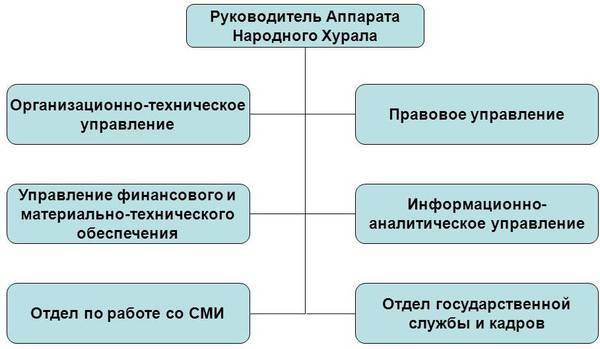 Руководитель Аппарата
Народного Хурала
Организационно-техническое
управление
Правовое управление
Управление финансового и
материально-технического
обеспечения
Информационно-
аналитическое управление
Отдел по работе со СМИ
Отдел государственной
службы и кадров